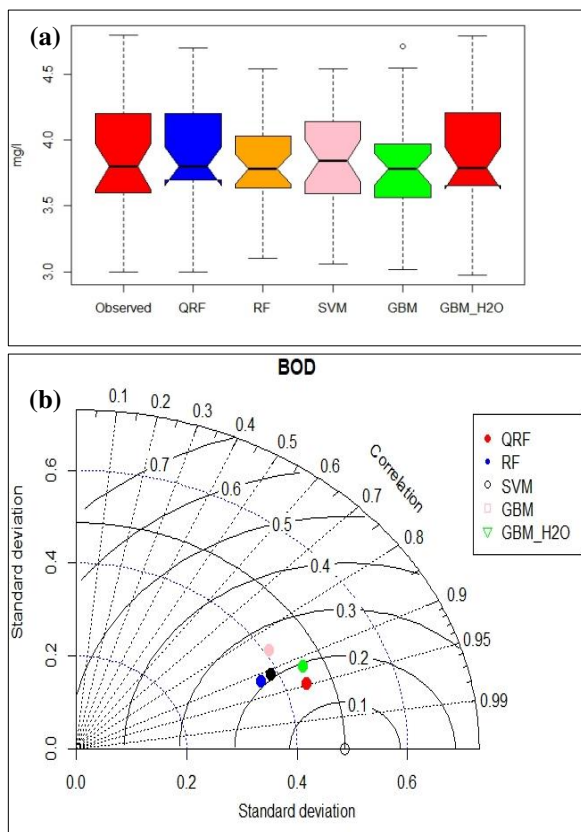 (a)
mg/l
4.5
4.0
3.5
3.0
Observed QRF RF SVM GBM GBM_H2O
BOD
(b)
Standard deviation
0.6
0.4
0.2
0.0
0.1 0.2 0.3 0.4 0.5 0.6 0.7 0.8 0.9 0.95 0.99
Correlation
0.7
0.6
0.5
0.4
0.3
0.2
0.1
QRF
RF
SVM
GBM
GBM_H2O
0.0 0.2 0.4 0.6
Standard deviation